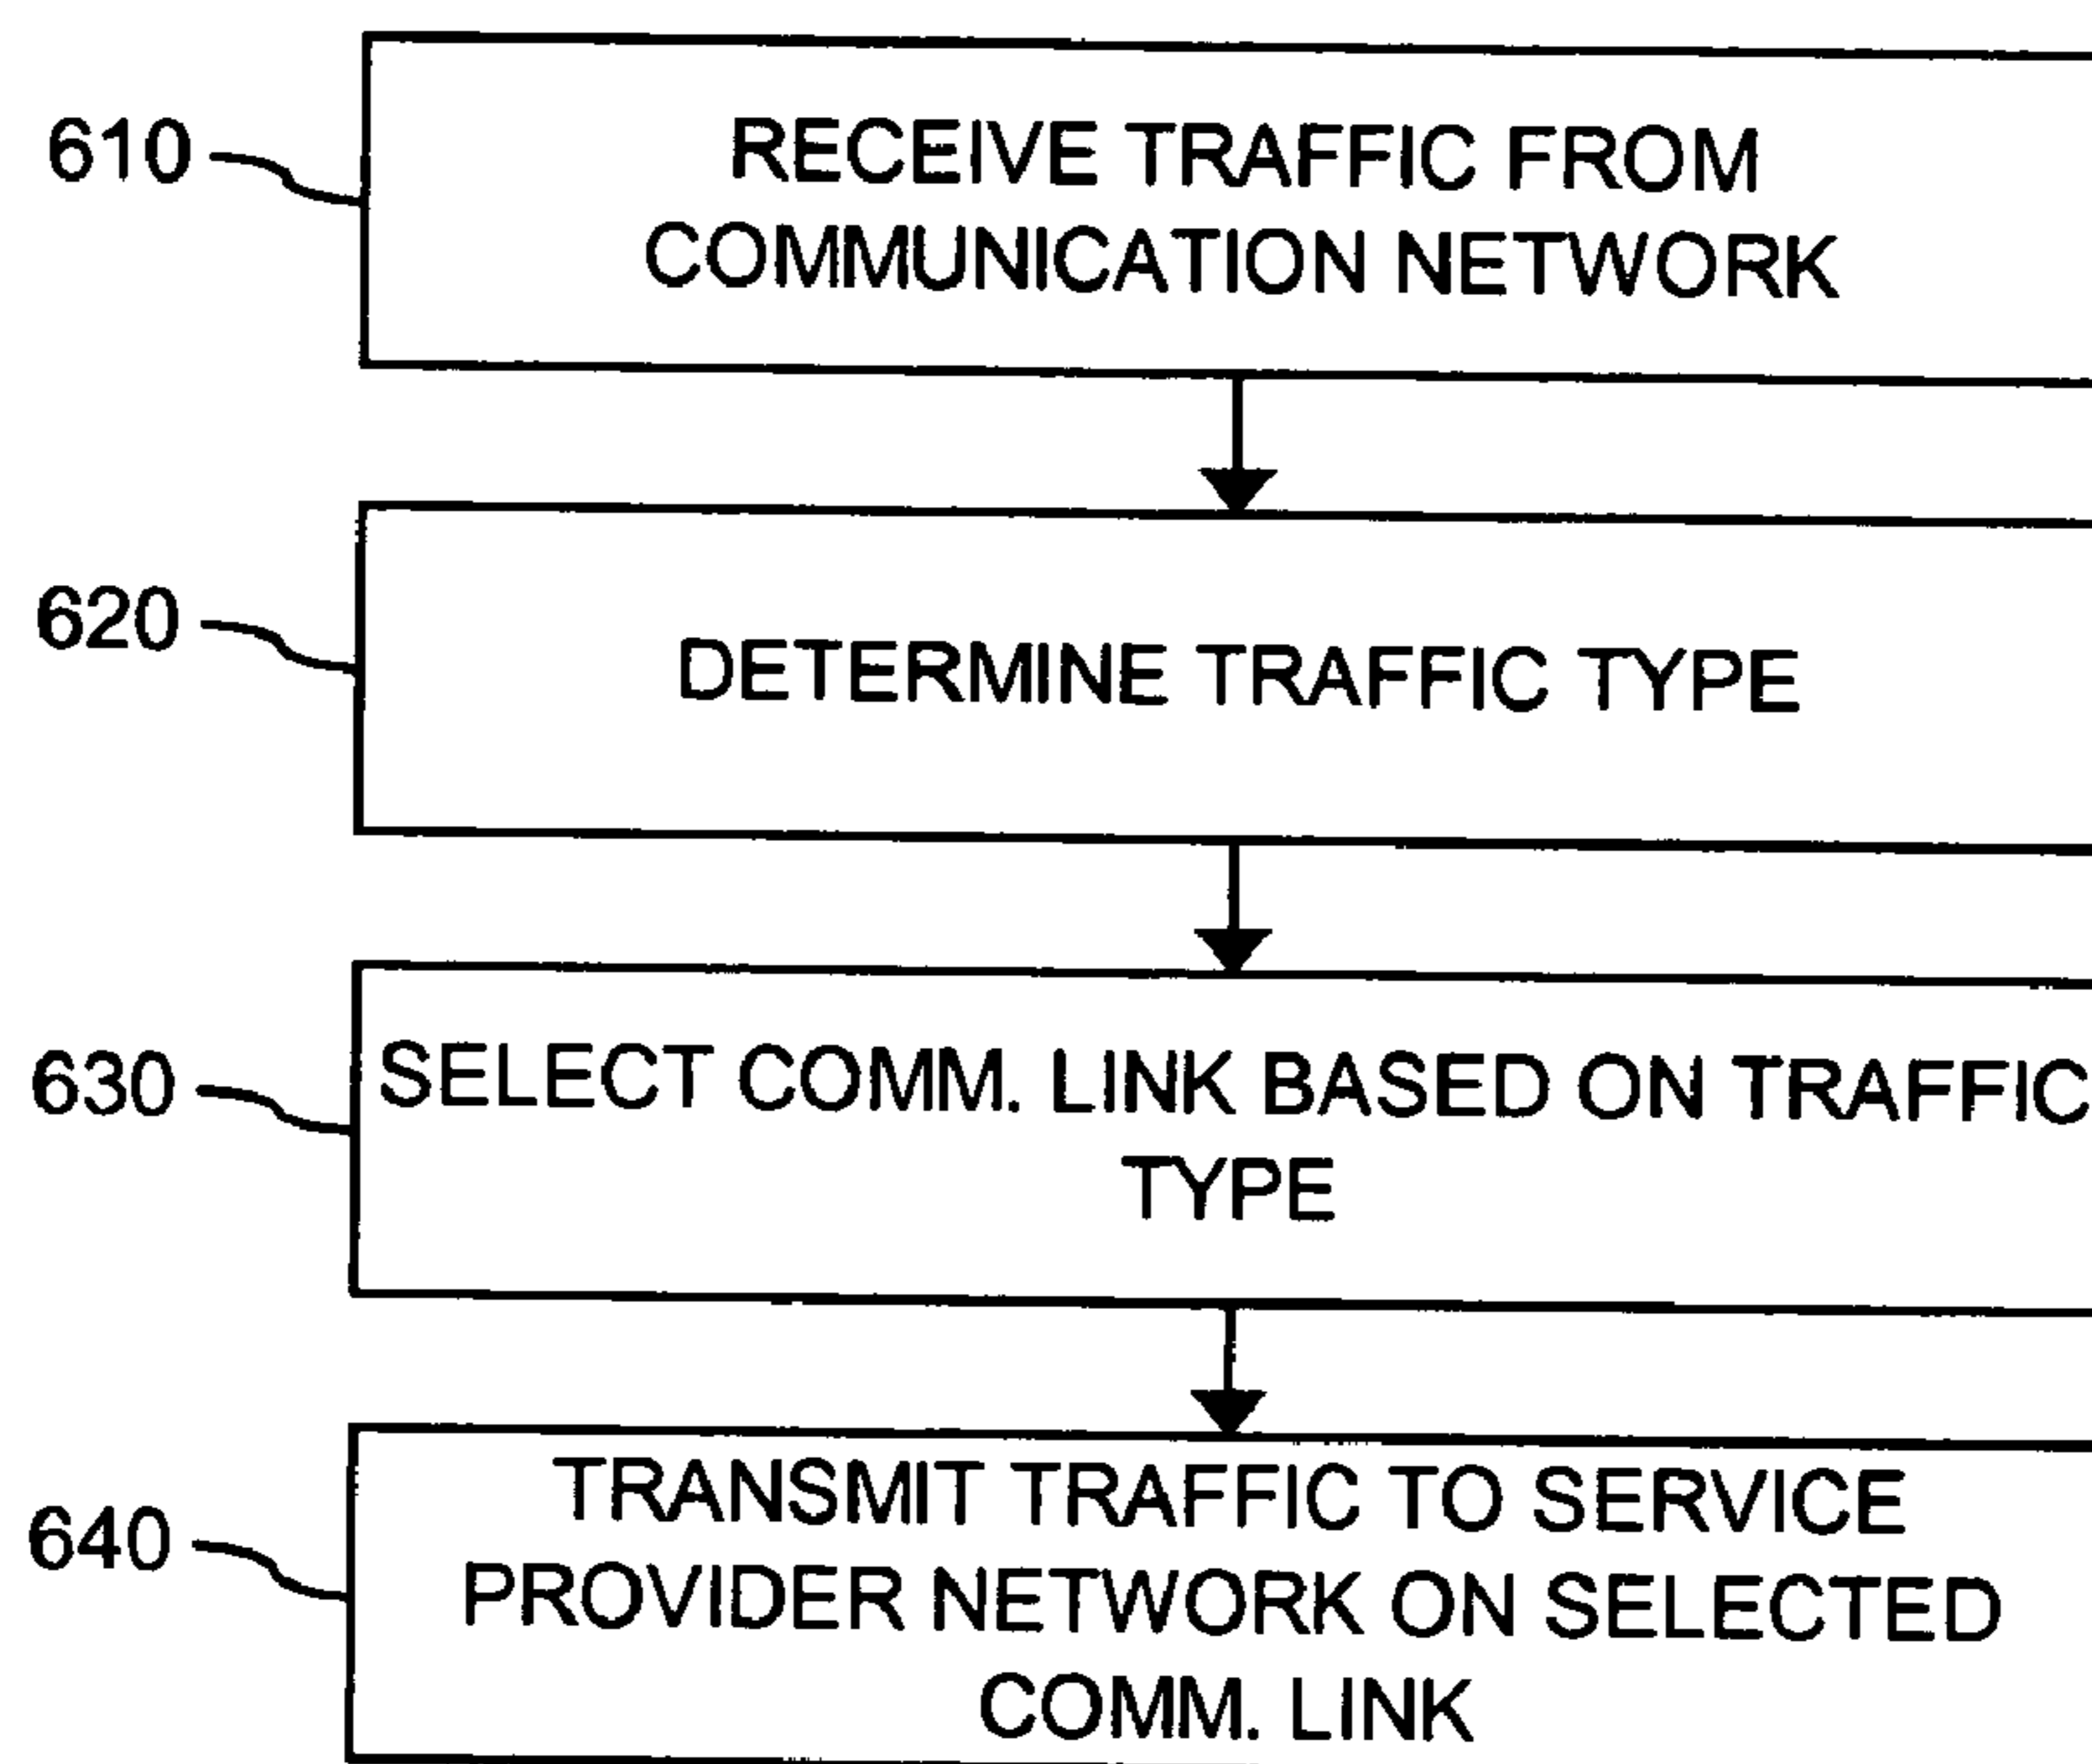 610
RECEIVE TRAFFIC FROM
COMMUNICATION NETWORK
620
DETERMINE TRAFFIC TYPE
630
SELECT COMM. LINK BASED ON TRAFFIC
TYPE
640
TRANSMIT TRAFFIC TO SERVICE
PROVIDER NETWORK ON SELECTED
COMM. LINK